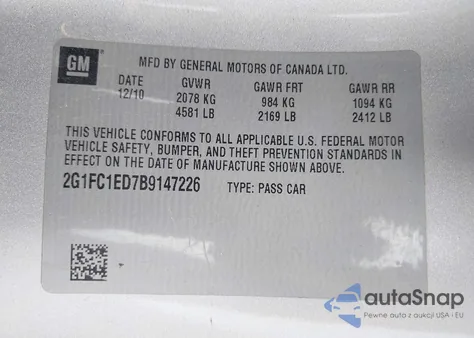 GM
MFD BY GENERAL MOTORS OF CANADA LTD.
DATE GVWR GAWR FRT GAWR RR
12/10 2078 KG 984 KG 1094 KG
4581 LB 2169 LB 2412 LB
THIS VEHICLE CONFORMS TO ALL APPLICABLE U.S. FEDERAL MOTOR
VEHICLE SAFETY, BUMPER, AND THEFT PREVENTION STANDARDS IN
EFFECT ON THE DATE OF MANUFACTURE SHOWN ABOVE.
2G1FC1ED7B9147226 TYPE: PASS CAR
autoSnap
Pewne auto z aukcji USA i EU